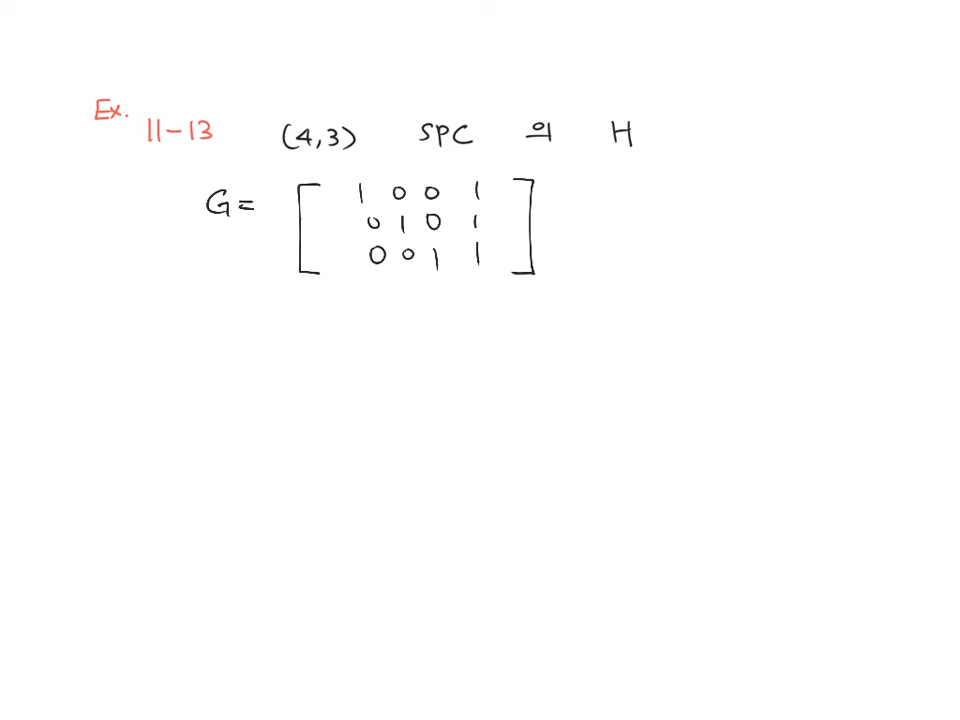 Ex.
11-13 (4,3) SPC 의 H
G= [ 1 0 0 1
0 1 0 1
0 0 1 1 ]